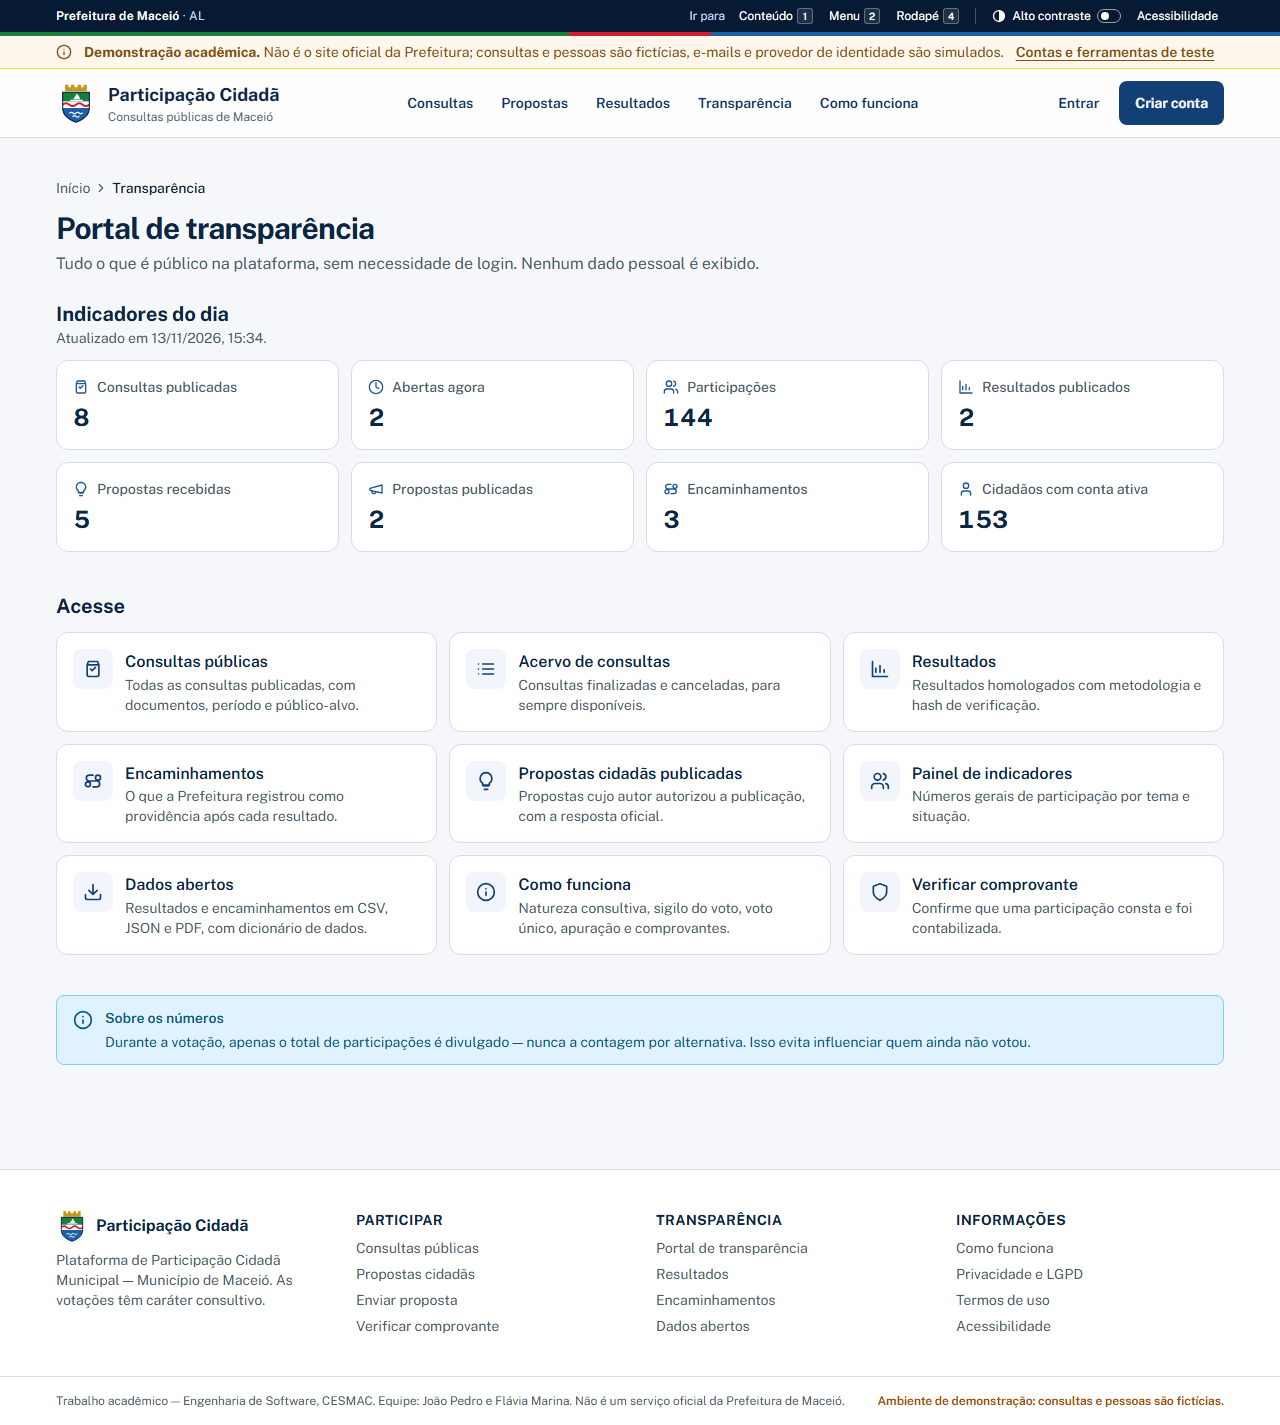 Prefeitura de Maceió · AL
Ir para Conteúdo 1 Menu 2 Rodapé 4 Alto contraste Acessibilidade
Demonstração acadêmica. Não é o site oficial da Prefeitura; consultas e pessoas são fictícias, e-mails e provedor de identidade são simulados. Contas e ferramentas de teste
Participação Cidadã
Consultas públicas de Maceió
Consultas Propostas Resultados Transparência Como funciona
Entrar Criar conta
Início > Transparência
Portal de transparência
Tudo o que é público na plataforma, sem necessidade de login. Nenhum dado pessoal é exibido.
Indicadores do dia
Atualizado em 13/11/2026, 15:34.
Consultas publicadas
8
Abertas agora
2
Participações
144
Resultados publicados
2
Propostas recebidas
5
Propostas publicadas
2
Encaminhamentos
3
Cidadãos com conta ativa
153
Acesse
Consultas públicas
Todas as consultas publicadas, com
documentos, período e público-alvo.
Acervo de consultas
Consultas finalizadas e canceladas, para
sempre disponíveis.
Resultados
Resultados homologados com metodologia e
hash de verificação.
Encaminhamentos
O que a Prefeitura registrou como
providência após cada resultado.
Propostas cidadãs publicadas
Propostas cujo autor autorizou a publicação,
com a resposta oficial.
Painel de indicadores
Números gerais de participação por tema e
situação.
Dados abertos
Resultados e encaminhamentos em CSV,
JSON e PDF, com dicionário de dados.
Como funciona
Natureza consultiva, sigilo do voto, voto
único, apuração e comprovantes.
Verificar comprovante
Confirme que uma participação consta e foi
contabilizada.
Sobre os números
Durante a votação, apenas o total de participações é divulgado — nunca a contagem por alternativa. Isso evita influenciar quem ainda não votou.
Participação Cidadã
Plataforma de Participação Cidadã
Municipal — Município de Maceió. As
votações têm caráter consultivo.
PARTICIPAR
Consultas públicas
Propostas cidadãs
Enviar proposta
Verificar comprovante
TRANSPARÊNCIA
Portal de transparência
Resultados
Encaminhamentos
Dados abertos
INFORMAÇÕES
Como funciona
Privacidade e LGPD
Termos de uso
Acessibilidade
Trabalho acadêmico — Engenharia de Software, CESMAC. Equipe: João Pedro e Flávia Marina. Não é um serviço oficial da Prefeitura de Maceió.
Ambiente de demonstração: consultas e pessoas são fictícias.